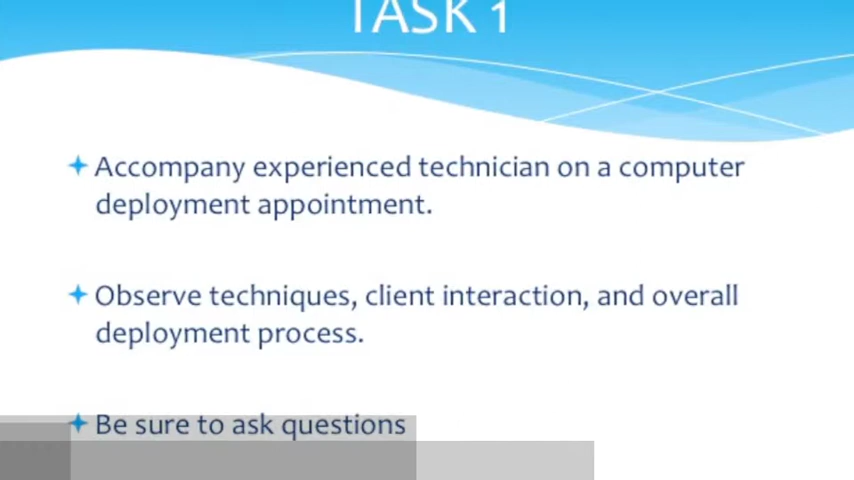 TASK 1
Accompany experienced technician on a computer
deployment appointment.
Observe techniques, client interaction, and overall
deployment process.
Be sure to ask questions